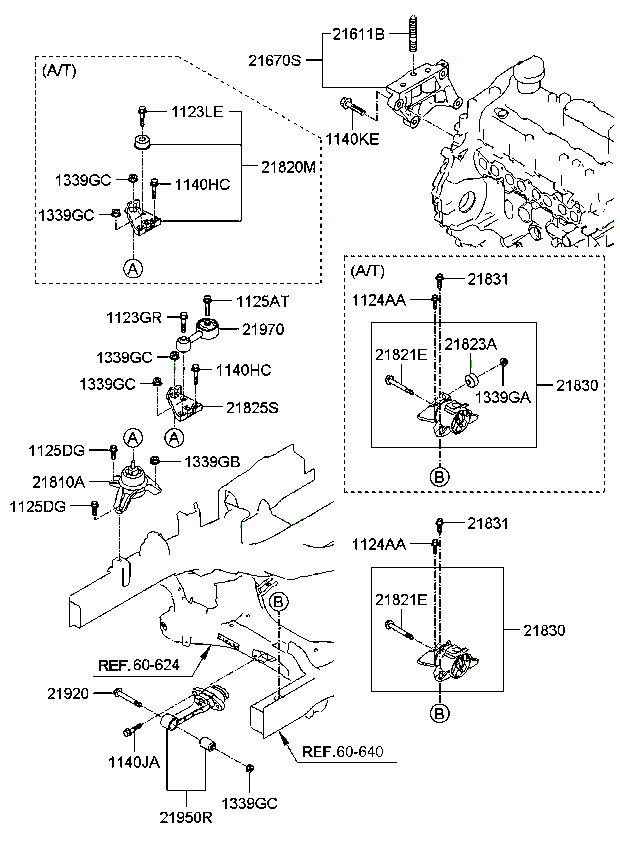 21611B
21670S
1140KE
(A/T)
1123LE
21820M
1339GC
1140HC
1339GC
A
1125AT
1123GR
21970
1339GC
1140HC
1339GC
21825S
A
A
(A/T)
21831
1124AA
21823A
21821E
1339GA
21830
B
1125DG
1339GB
21810A
1125DG
21831
1124AA
21821E
21830
B
B
REF.60-624
21920
1140JA
REF.60-640
1339GC
21950R